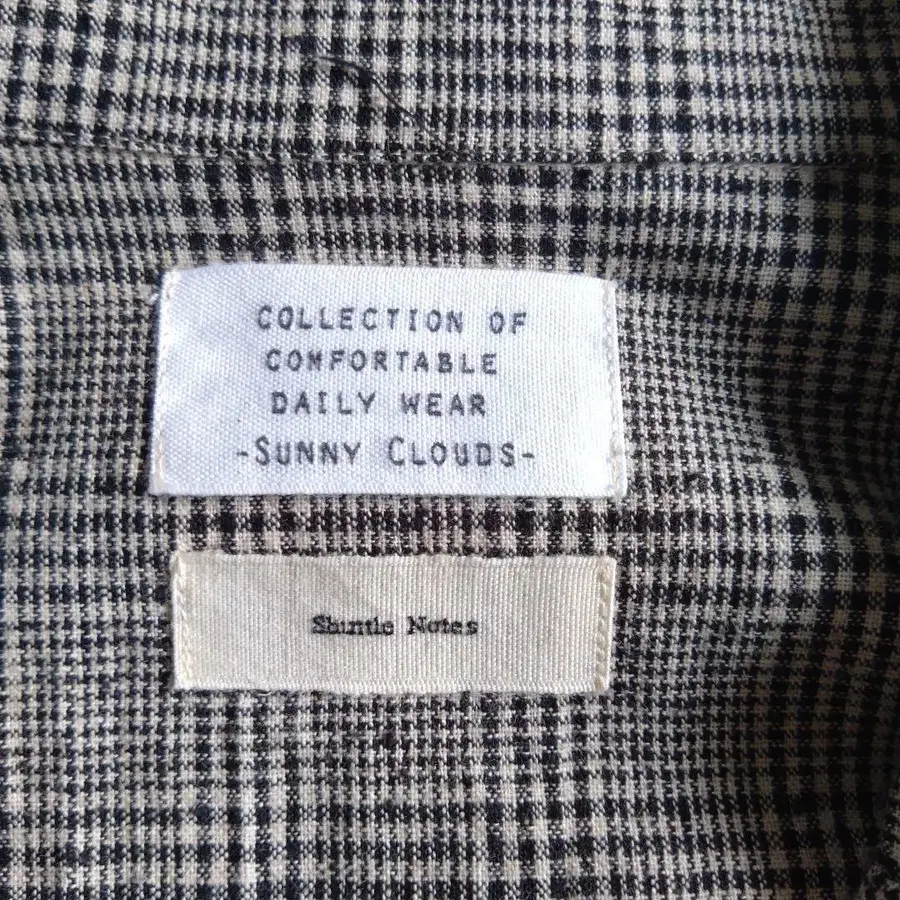 COLLECTION OF
COMFORTABLE
DAILY WEAR
-SUNNY CLOUDS-
Shuttle Notes